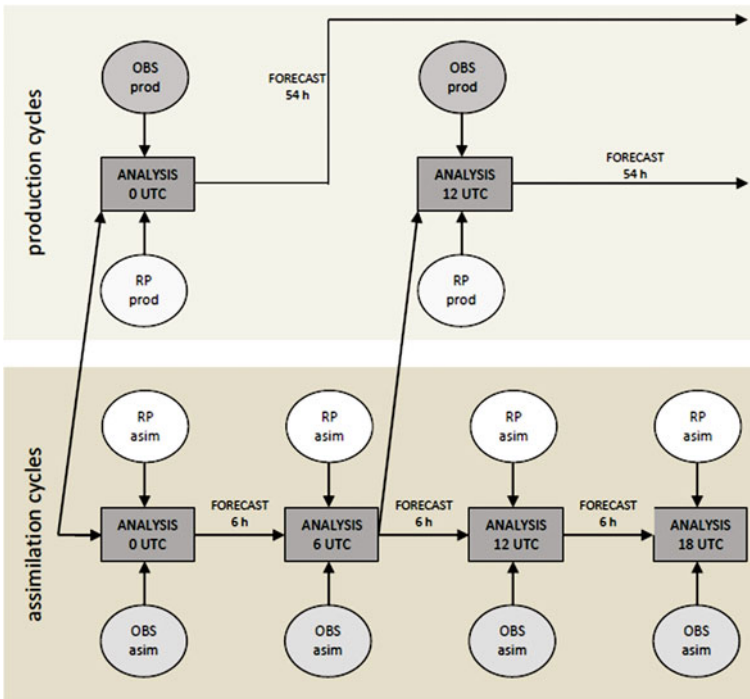 production cycles
OBS
prod
FORECAST
54 h
OBS
prod
ANALYSIS
0 UTC
ANALYSIS
12 UTC
FORECAST
54 h
RP
prod
RP
prod
assimilation cycles
RP
asim
RP
asim
RP
asim
RP
asim
ANALYSIS
0 UTC
FORECAST
6 h
ANALYSIS
6 UTC
FORECAST
6 h
ANALYSIS
12 UTC
FORECAST
6 h
ANALYSIS
18 UTC
OBS
asim
OBS
asim
OBS
asim
OBS
asim